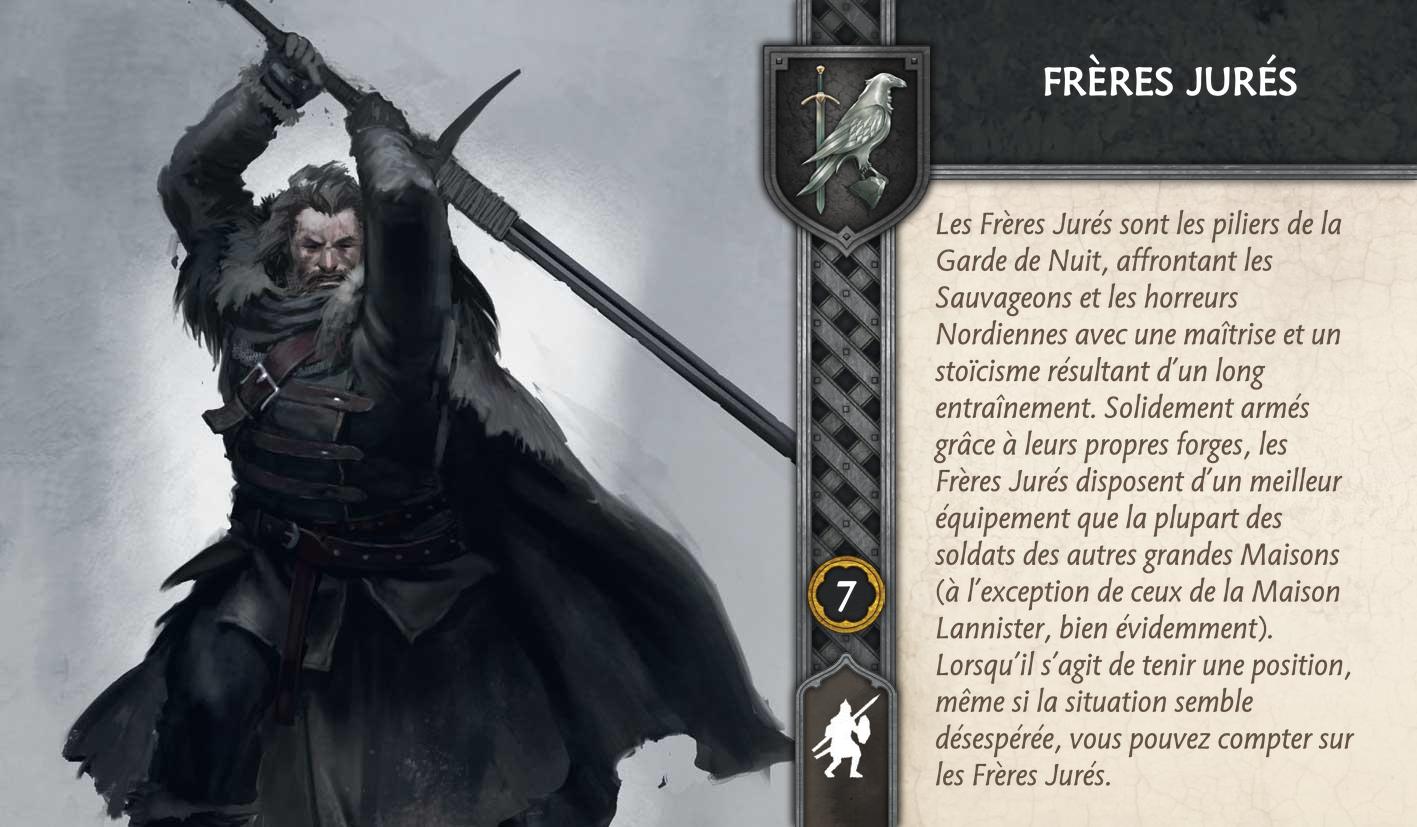 FRÈRES JURÉS
Les Frères Jurés sont les piliers de la
Garde de Nuit, affrontant les
Sauvageons et les horreurs
Nordiennes avec une maîtrise et un
stoïcisme résultant d'un long
entraînement. Solidement armés
grâce à leurs propres forges, les
Frères Jurés disposent d'un meilleur
équipement que la plupart des
soldats des autres grandes Maisons
(à l'exception de ceux de la Maison
Lannister, bien évidemment).
Lorsqu'il s'agit de tenir une position,
même si la situation semble
désespérée, vous pouvez compter sur
les Frères Jurés.
7